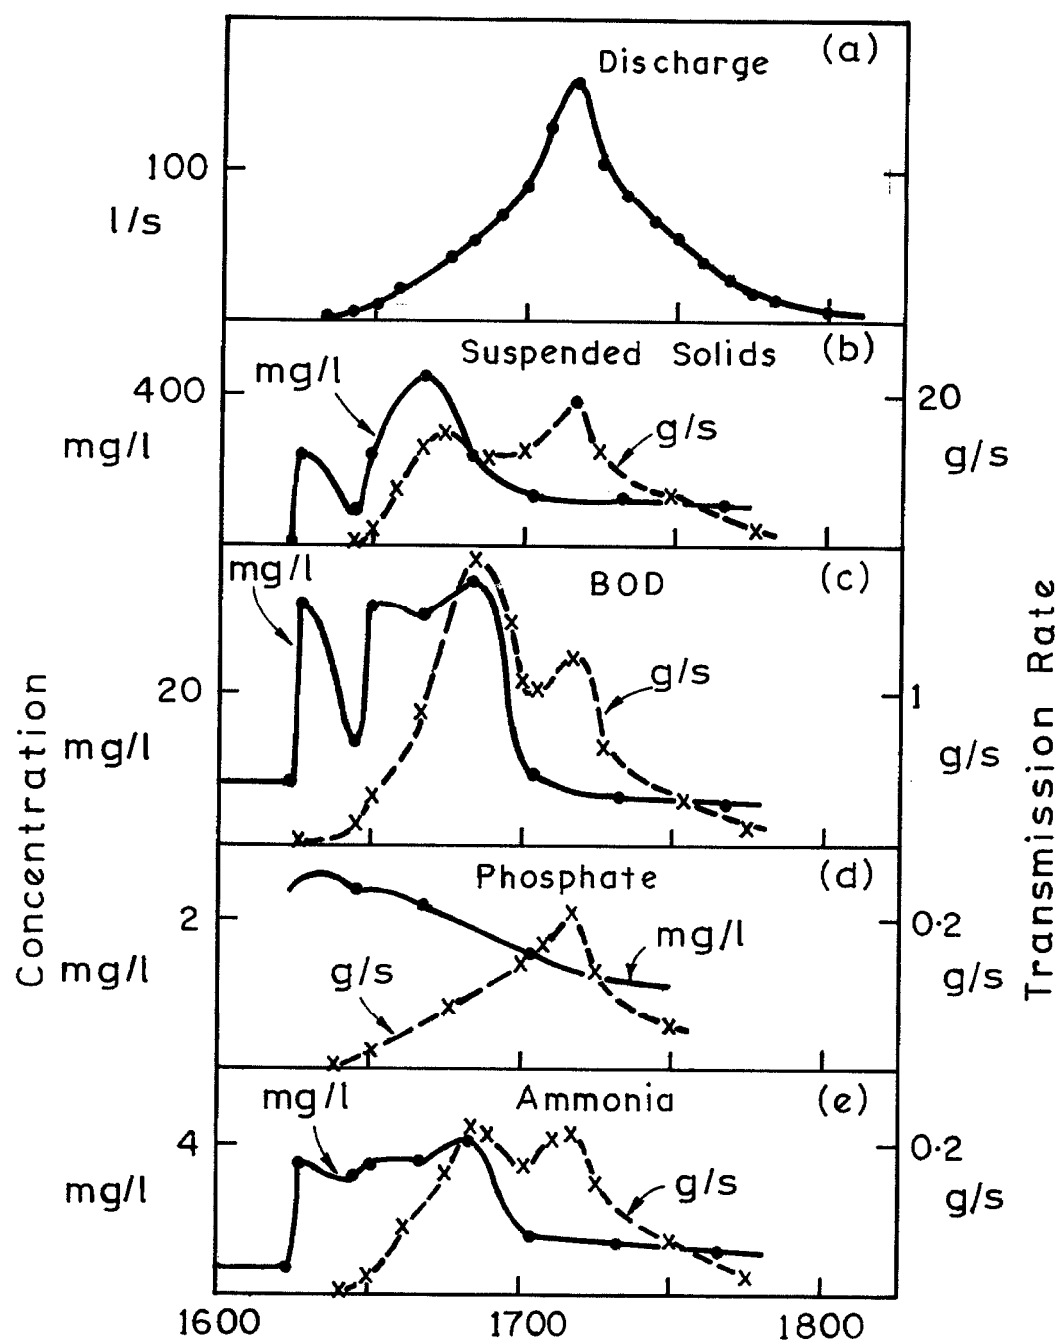 Discharge
(a)
100
l/s
Suspended Solids
(b)
mg/l
400
mg/l
g/s
20
g/s
BOD
(c)
mg/l
20
mg/l
g/s
1
g/s
Phosphate
(d)
2
mg/l
g/s
mg/l
0·2
g/s
Ammonia
(e)
mg/l
4
mg/l
g/s
0·2
g/s
Concentration
Transmission Rate
1600
1700
1800